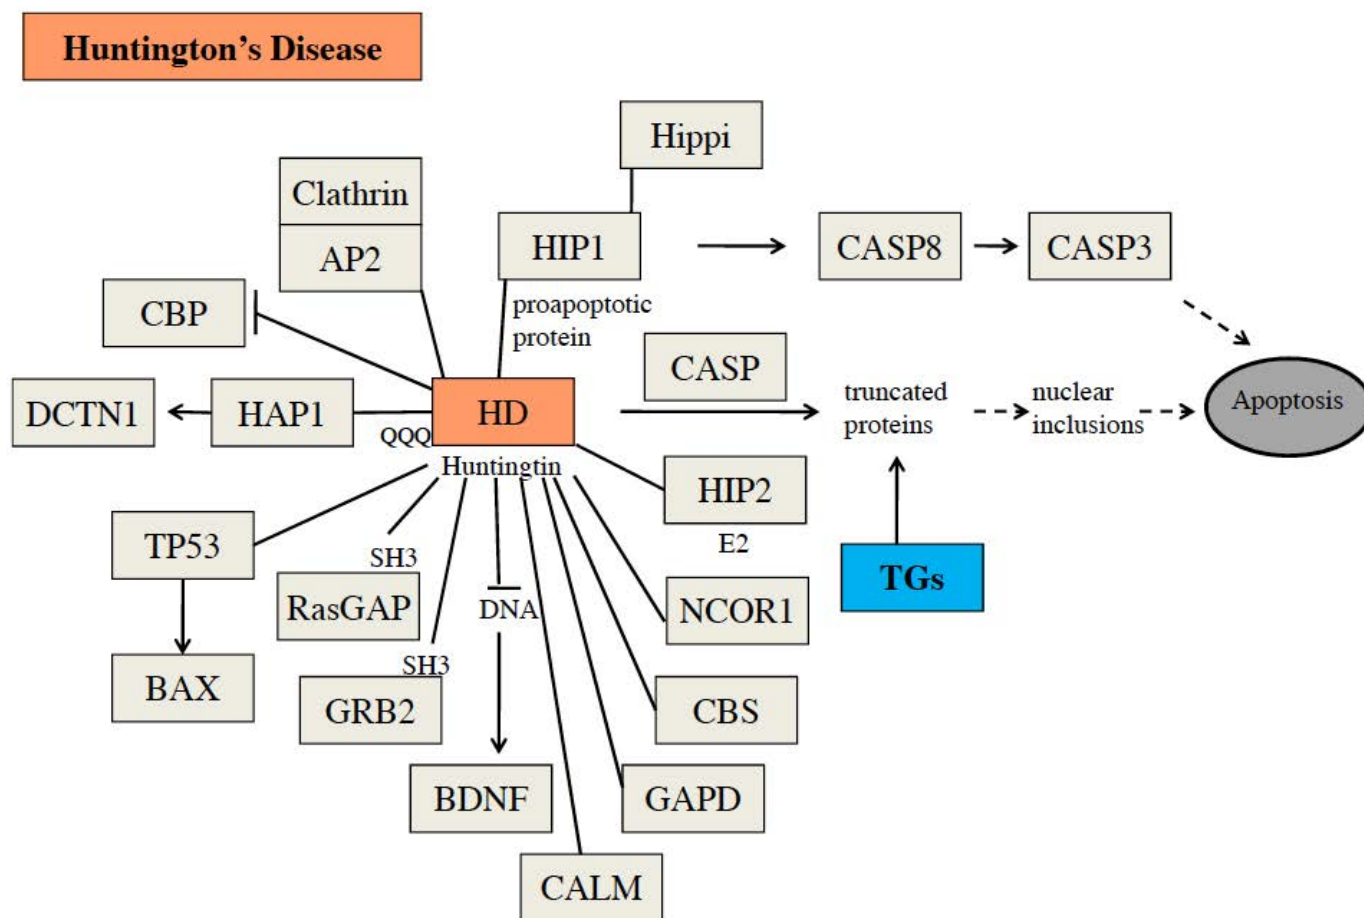 Huntington’s Disease
Hippi
Clathrin
AP2
HIP1
CASP8
CASP3
CBP
proapoptotic
protein
CASP
DCTN1
HAP1
HD
truncated
proteins
nuclear
inclusions
Apoptosis
QQQ
Huntingtin
HIP2
E2
TP53
SH3
RasGAP
DNA
TGs
NCOR1
SH3
BAX
GRB2
CBS
BDNF
GAPD
CALM